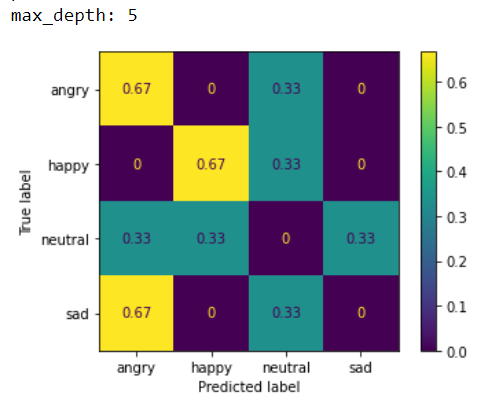 max_depth: 5
angry 0.67 0 0.33 0
happy 0 0.67 0.33 0
neutral 0.33 0.33 0 0.33
sad 0.67 0 0.33 0
angry happy neutral sad
Predicted label
True label
0.6
0.5
0.4
0.3
0.2
0.1
0.0